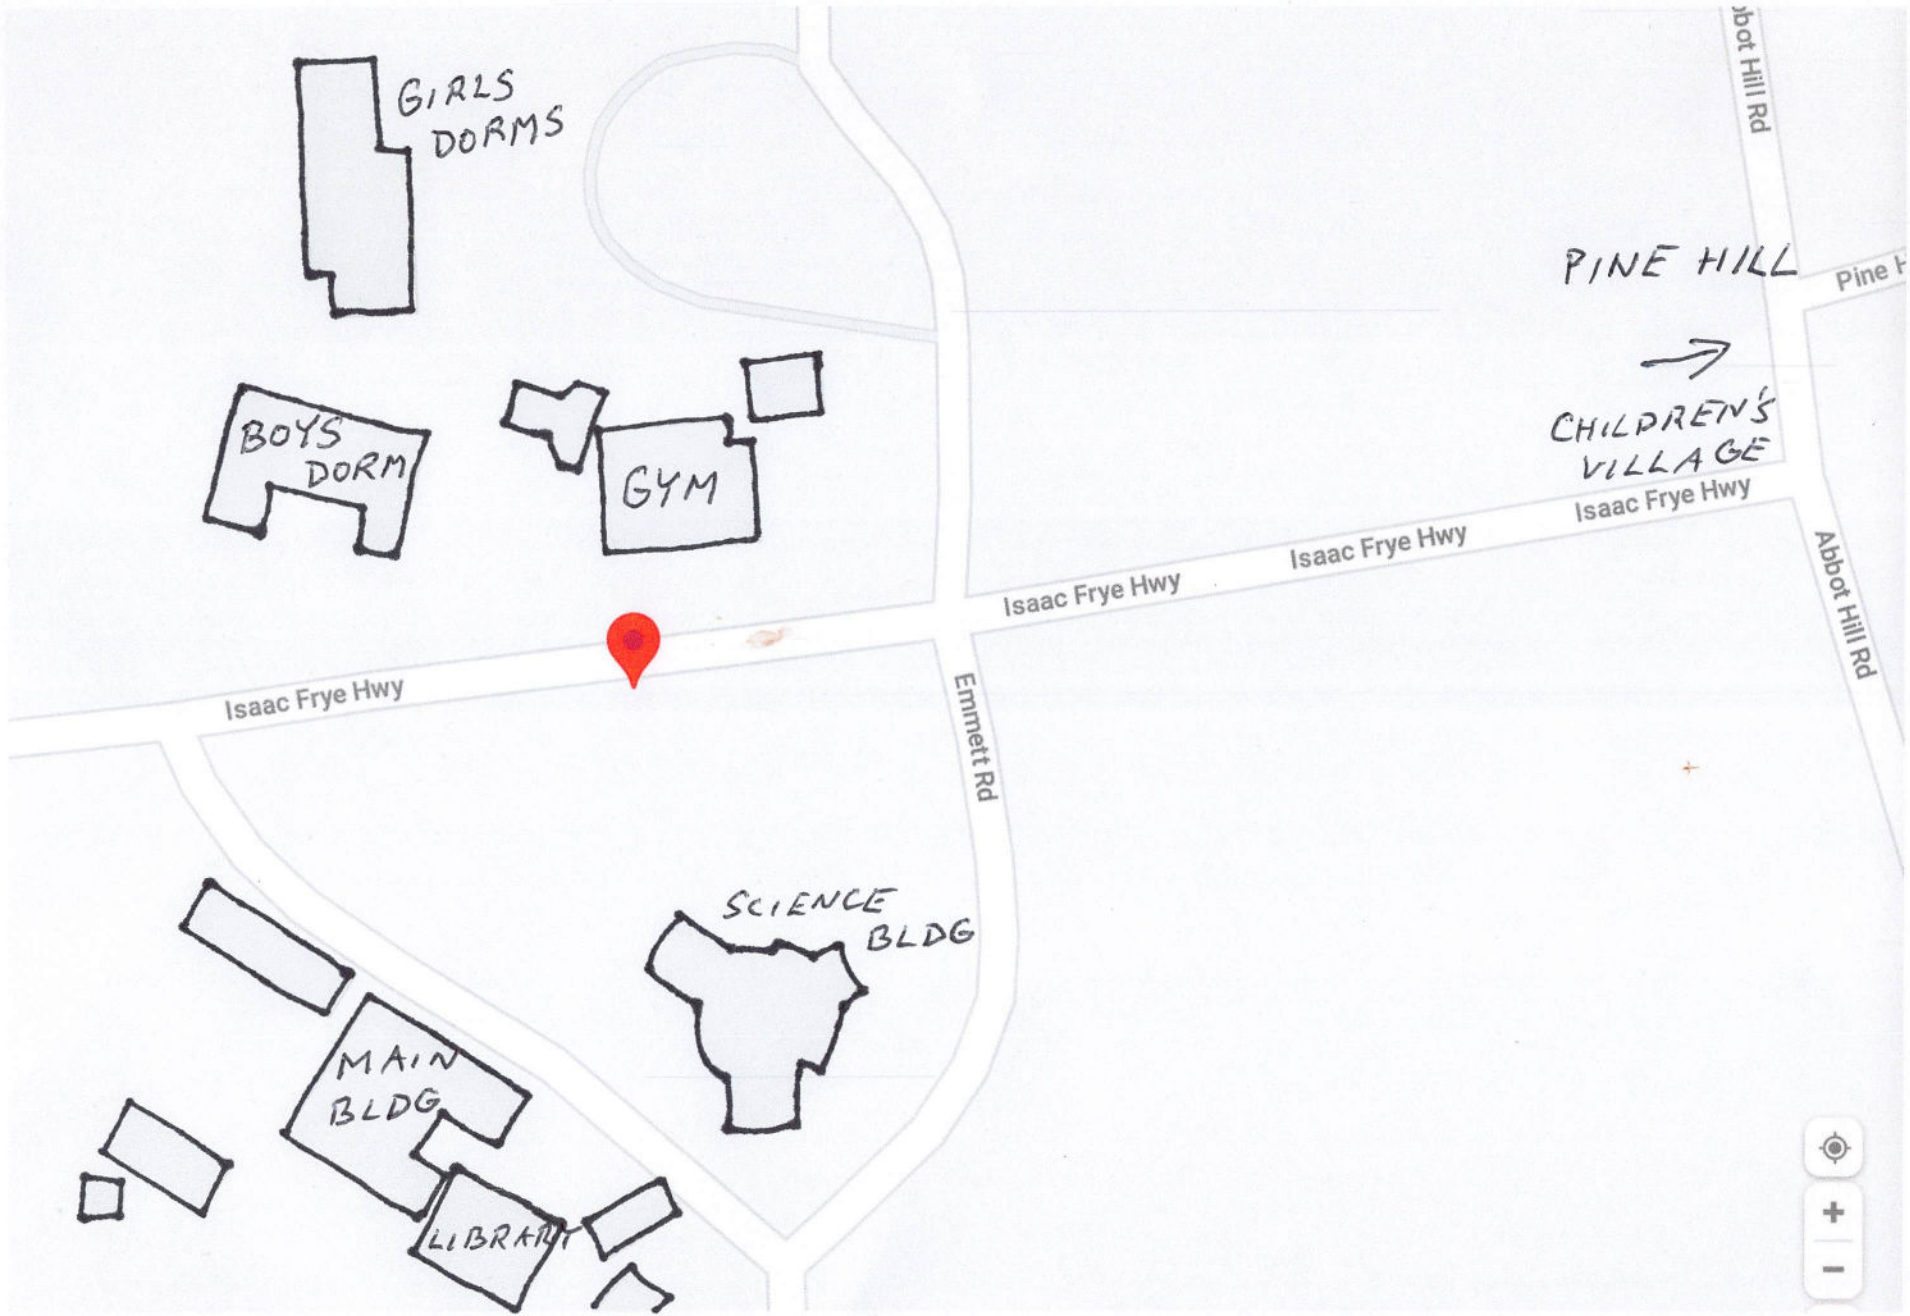 GIRLS
DORMS
bbot Hill Rd
PINE HILL
Pine H
BOYS
DORM
GYM
CHILDREN'S
VILLAGE
Isaac Frye Hwy
Isaac Frye Hwy
Isaac Frye Hwy
Abbot Hill Rd
Isaac Frye Hwy
Emmett Rd
SCIENCE
BLDG
MAIN
BLDG
LIBRARY